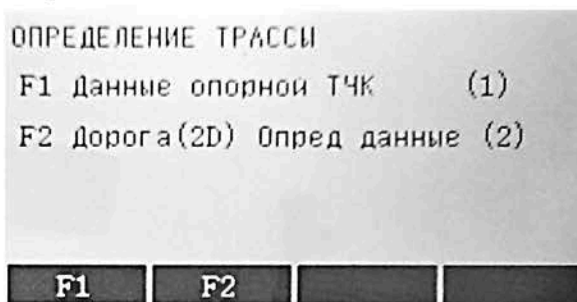 ОПРЕДЕЛЕНИЕ ТРАССЫ
F1 Данные опорной ТЧК (1)
F2 Дорога(2D) Опред данные (2)
F1 F2